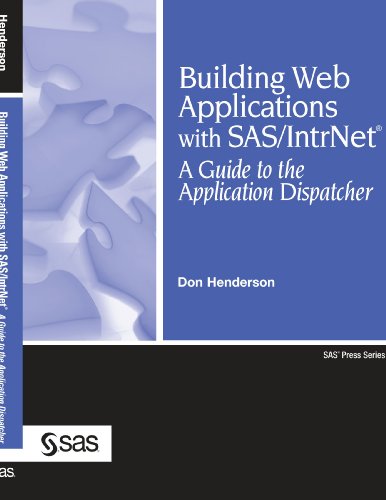 Henderson
Building Web Applications with SAS/IntrNet® A Guide to the Application Dispatcher
sas
Building Web
Applications
with SAS/IntrNet®
A Guide to the
Application Dispatcher
Don Henderson
SAS® Press Series
sas